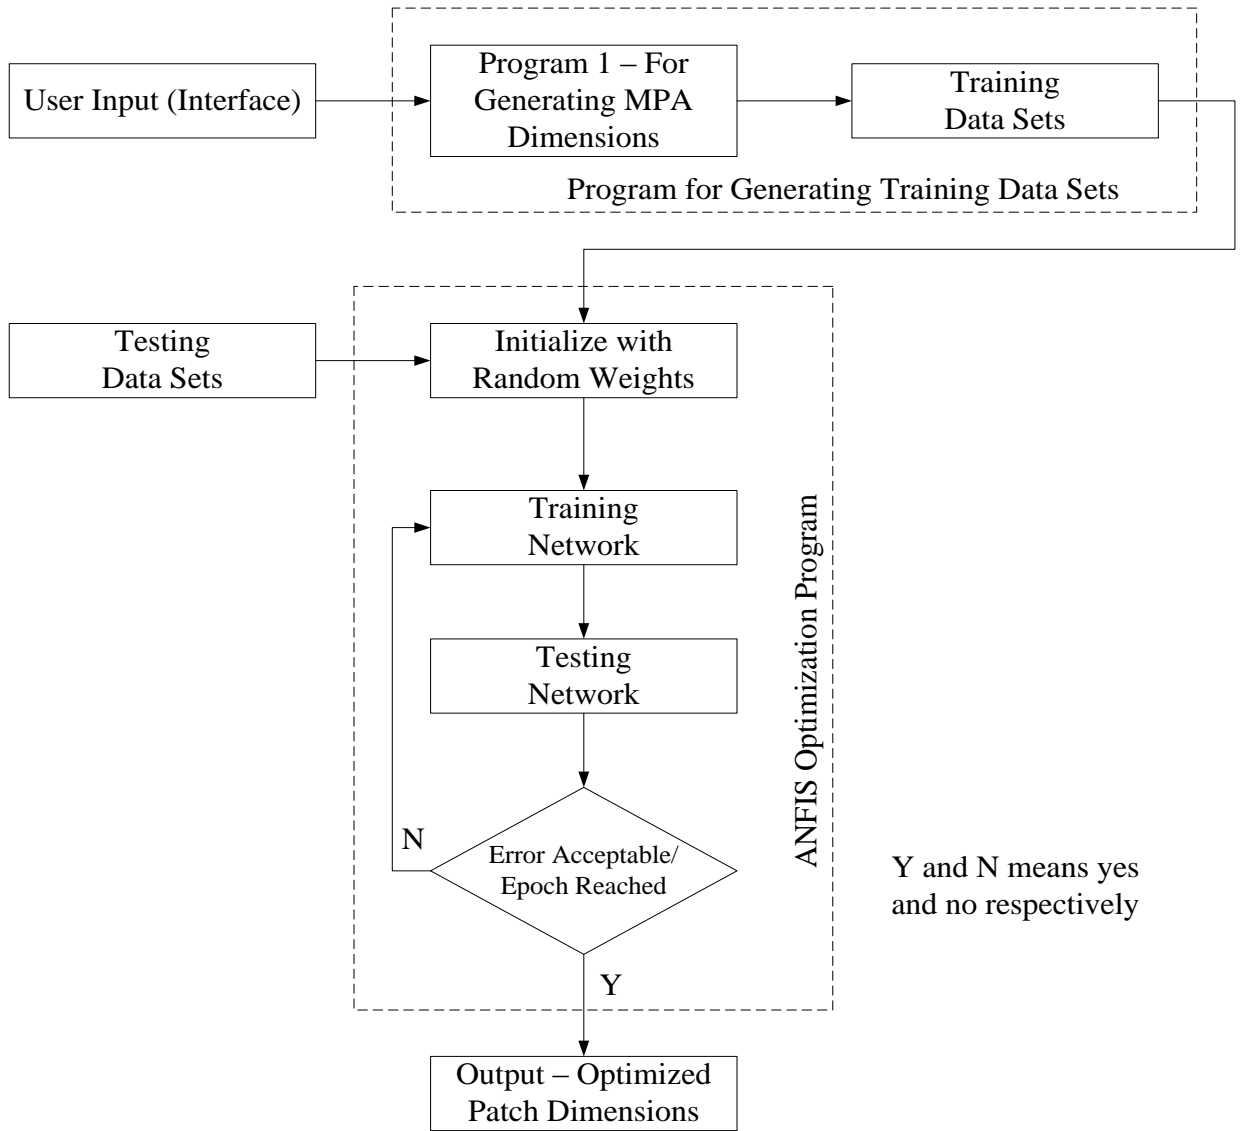 User Input (Interface)
Program 1 – For
Generating MPA
Dimensions
Training
Data Sets
Program for Generating Training Data Sets
Testing
Data Sets
Initialize with
Random Weights
Training
Network
Testing
Network
ANFIS Optimization Program
N
Error Acceptable/
Epoch Reached
Y
Y and N means yes
and no respectively
Output – Optimized
Patch Dimensions